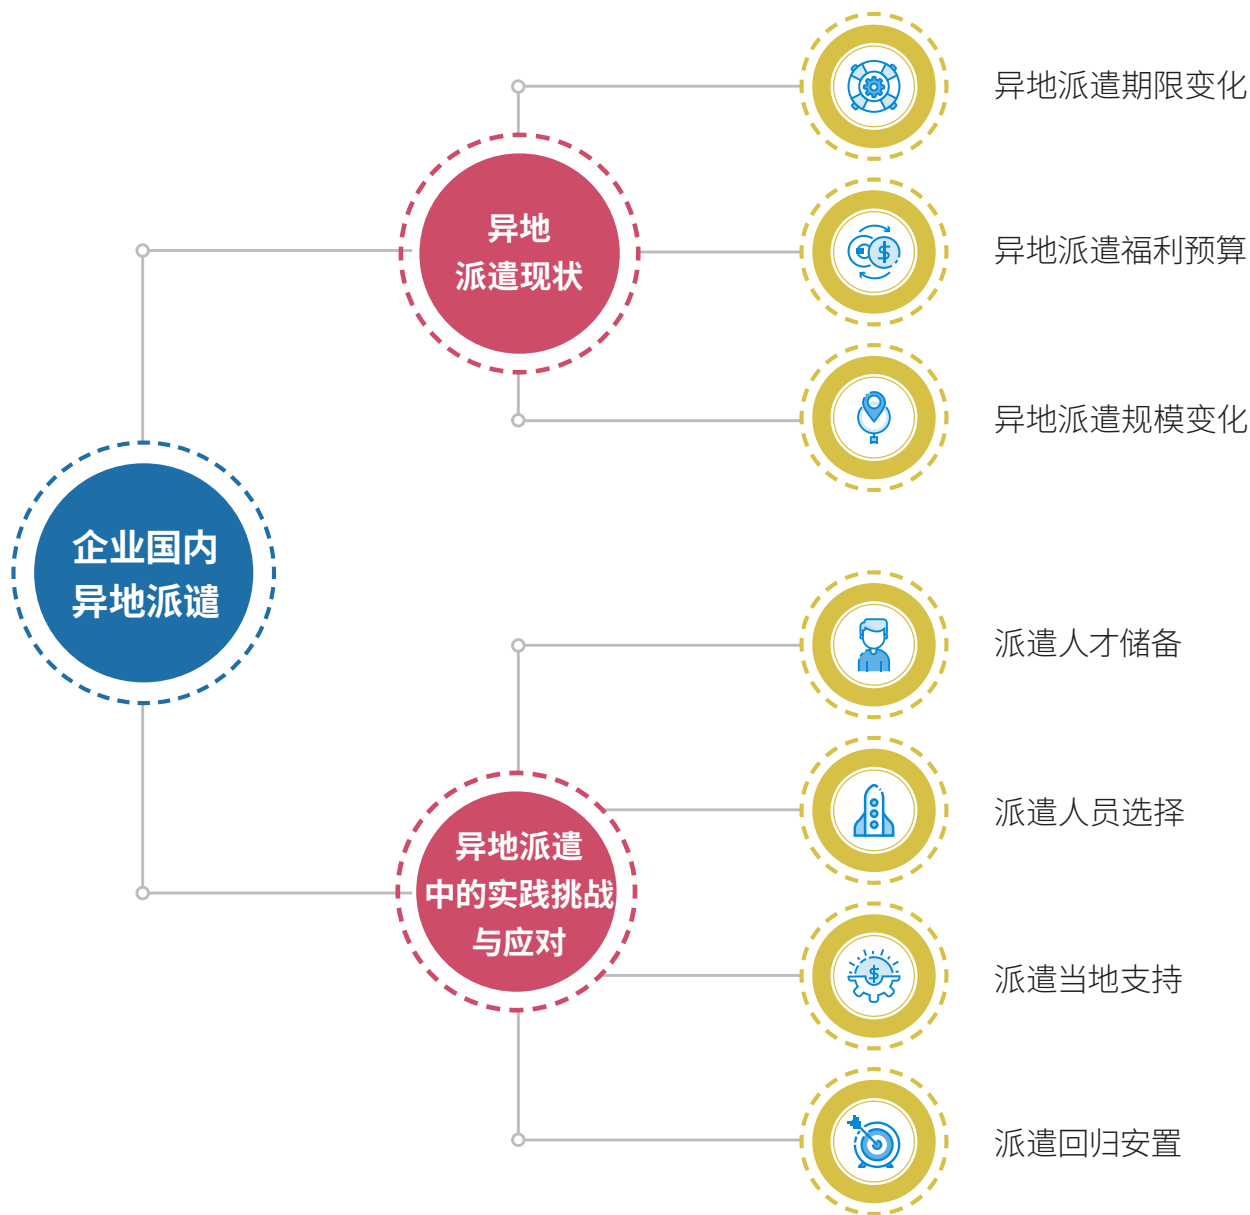 企业国内
异地派谴
异地
派遣现状
异地派遣期限变化
异地派遣福利预算
异地派遣规模变化
异地派遣
中的实践挑战
与应对
派遣人才储备
派遣人员选择
派遣当地支持
派遣回归安置